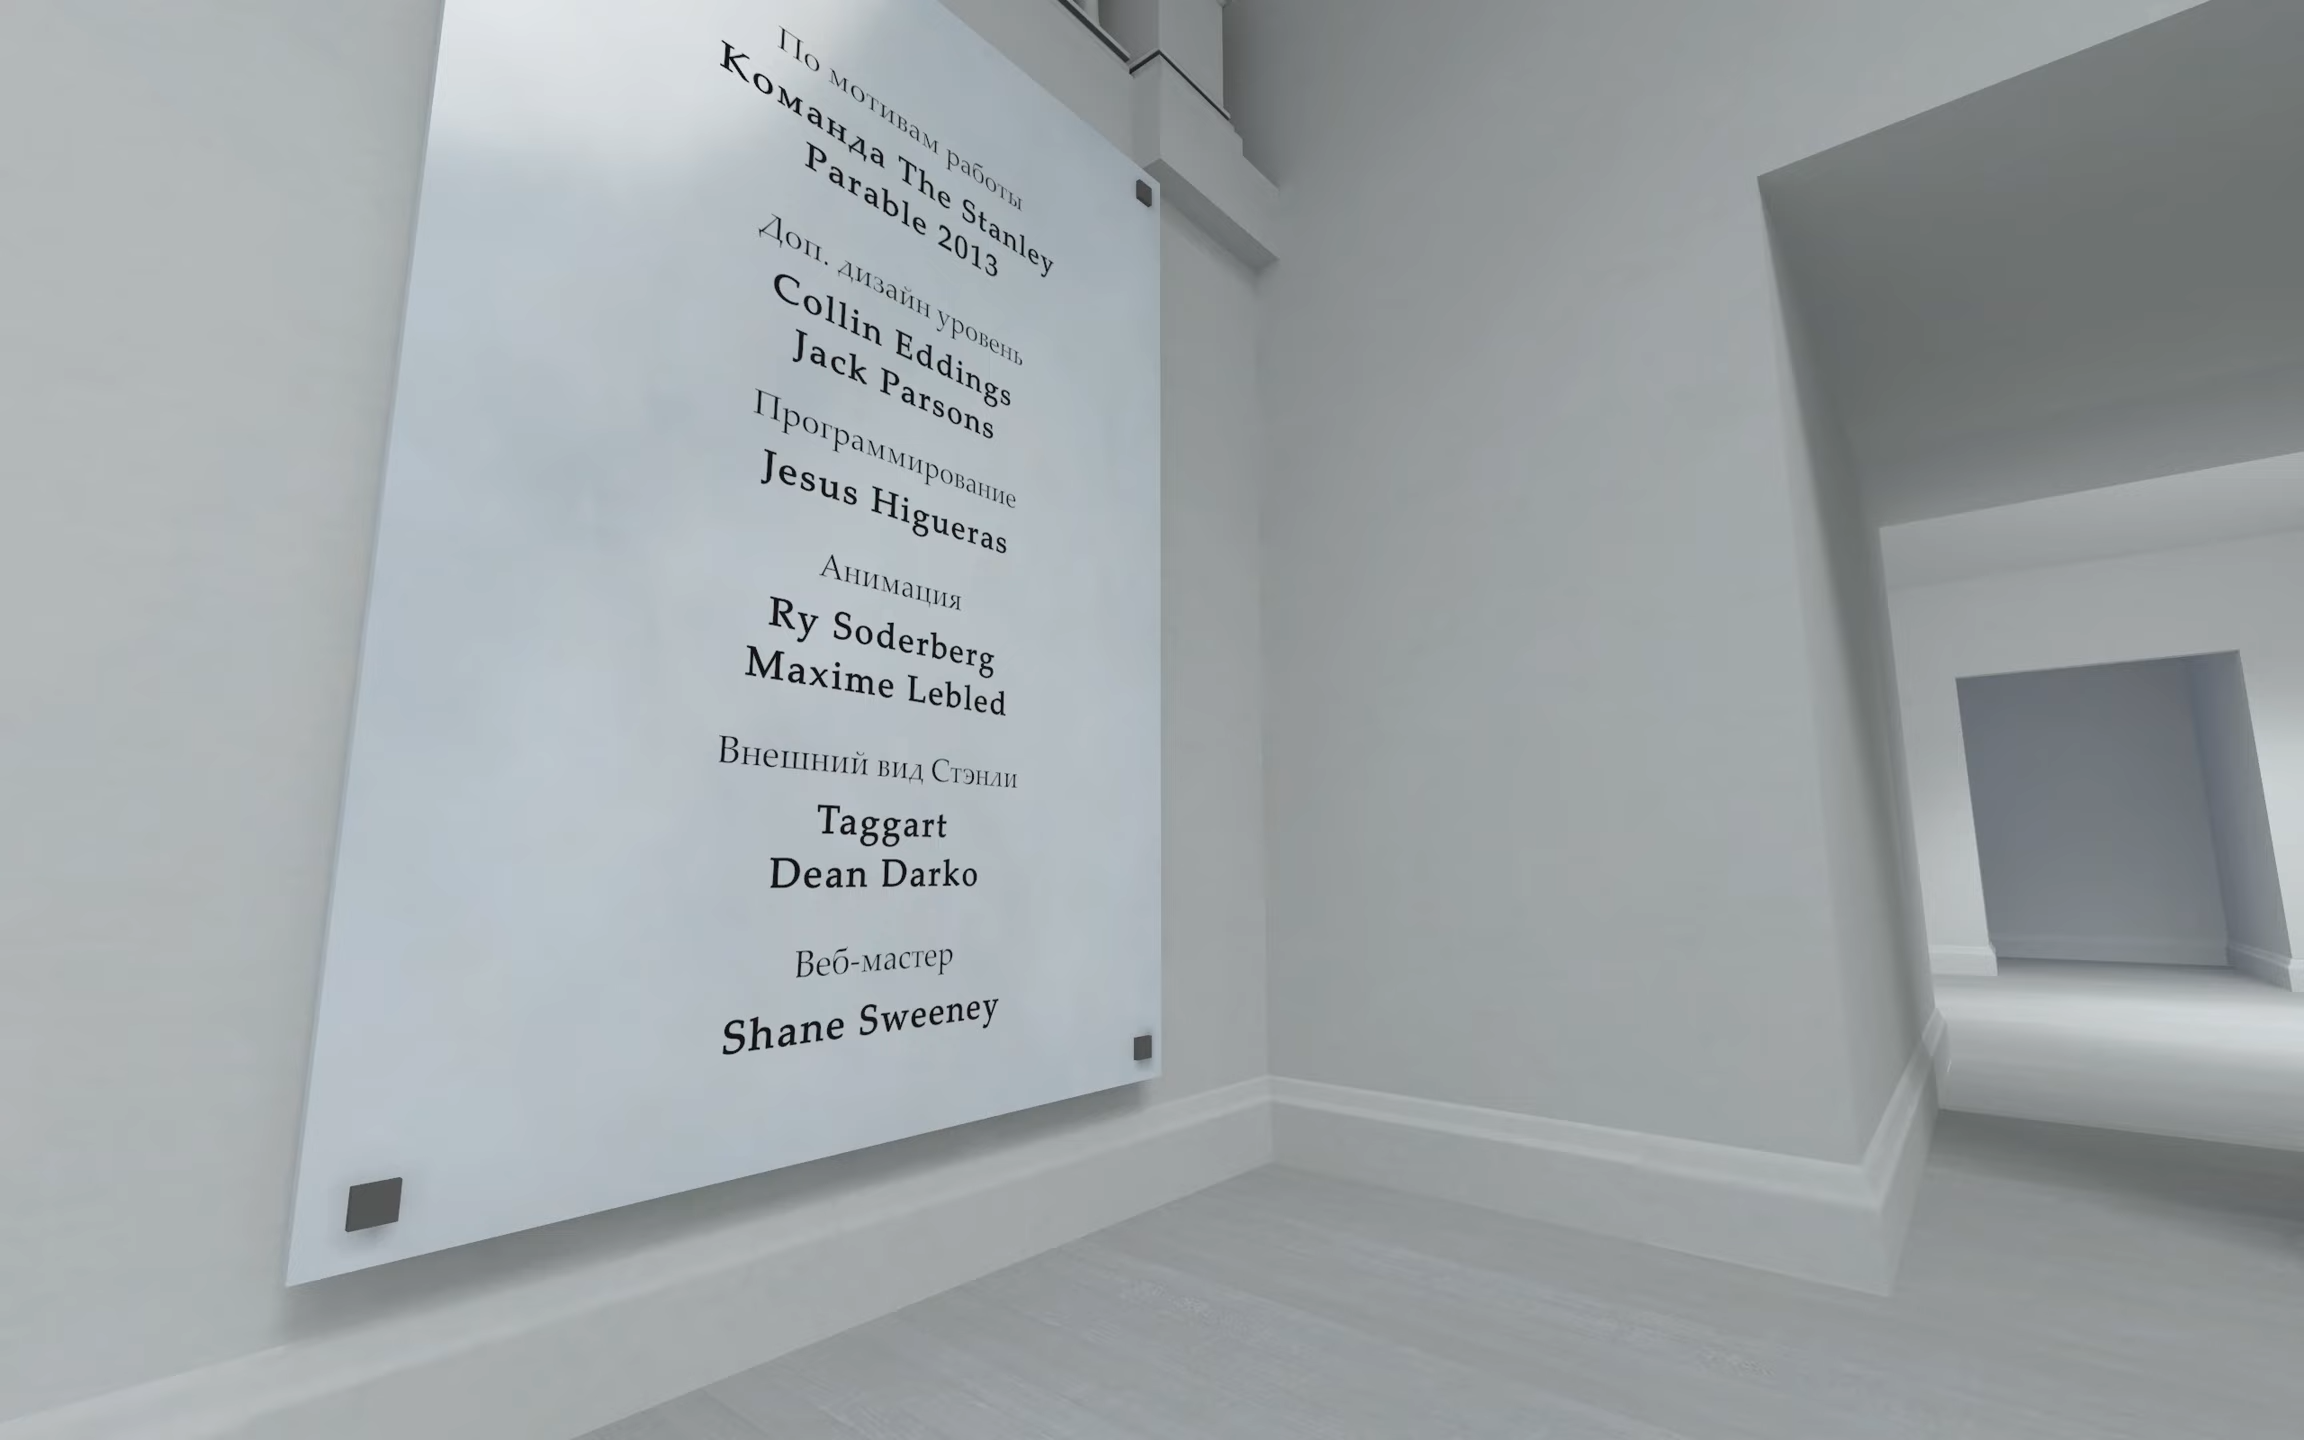 По мотивам работы
Команда The Stanley
Parable 2013
Доп. дизайн уровень
Collin Eddings
Jack Parsons
Программирование
Jesus Higueras
Анимация
Ry Soderberg
Maxime Lebled
Внешний вид Стэнли
Taggart
Dean Darko
Веб-мастер
Shane Sweeney